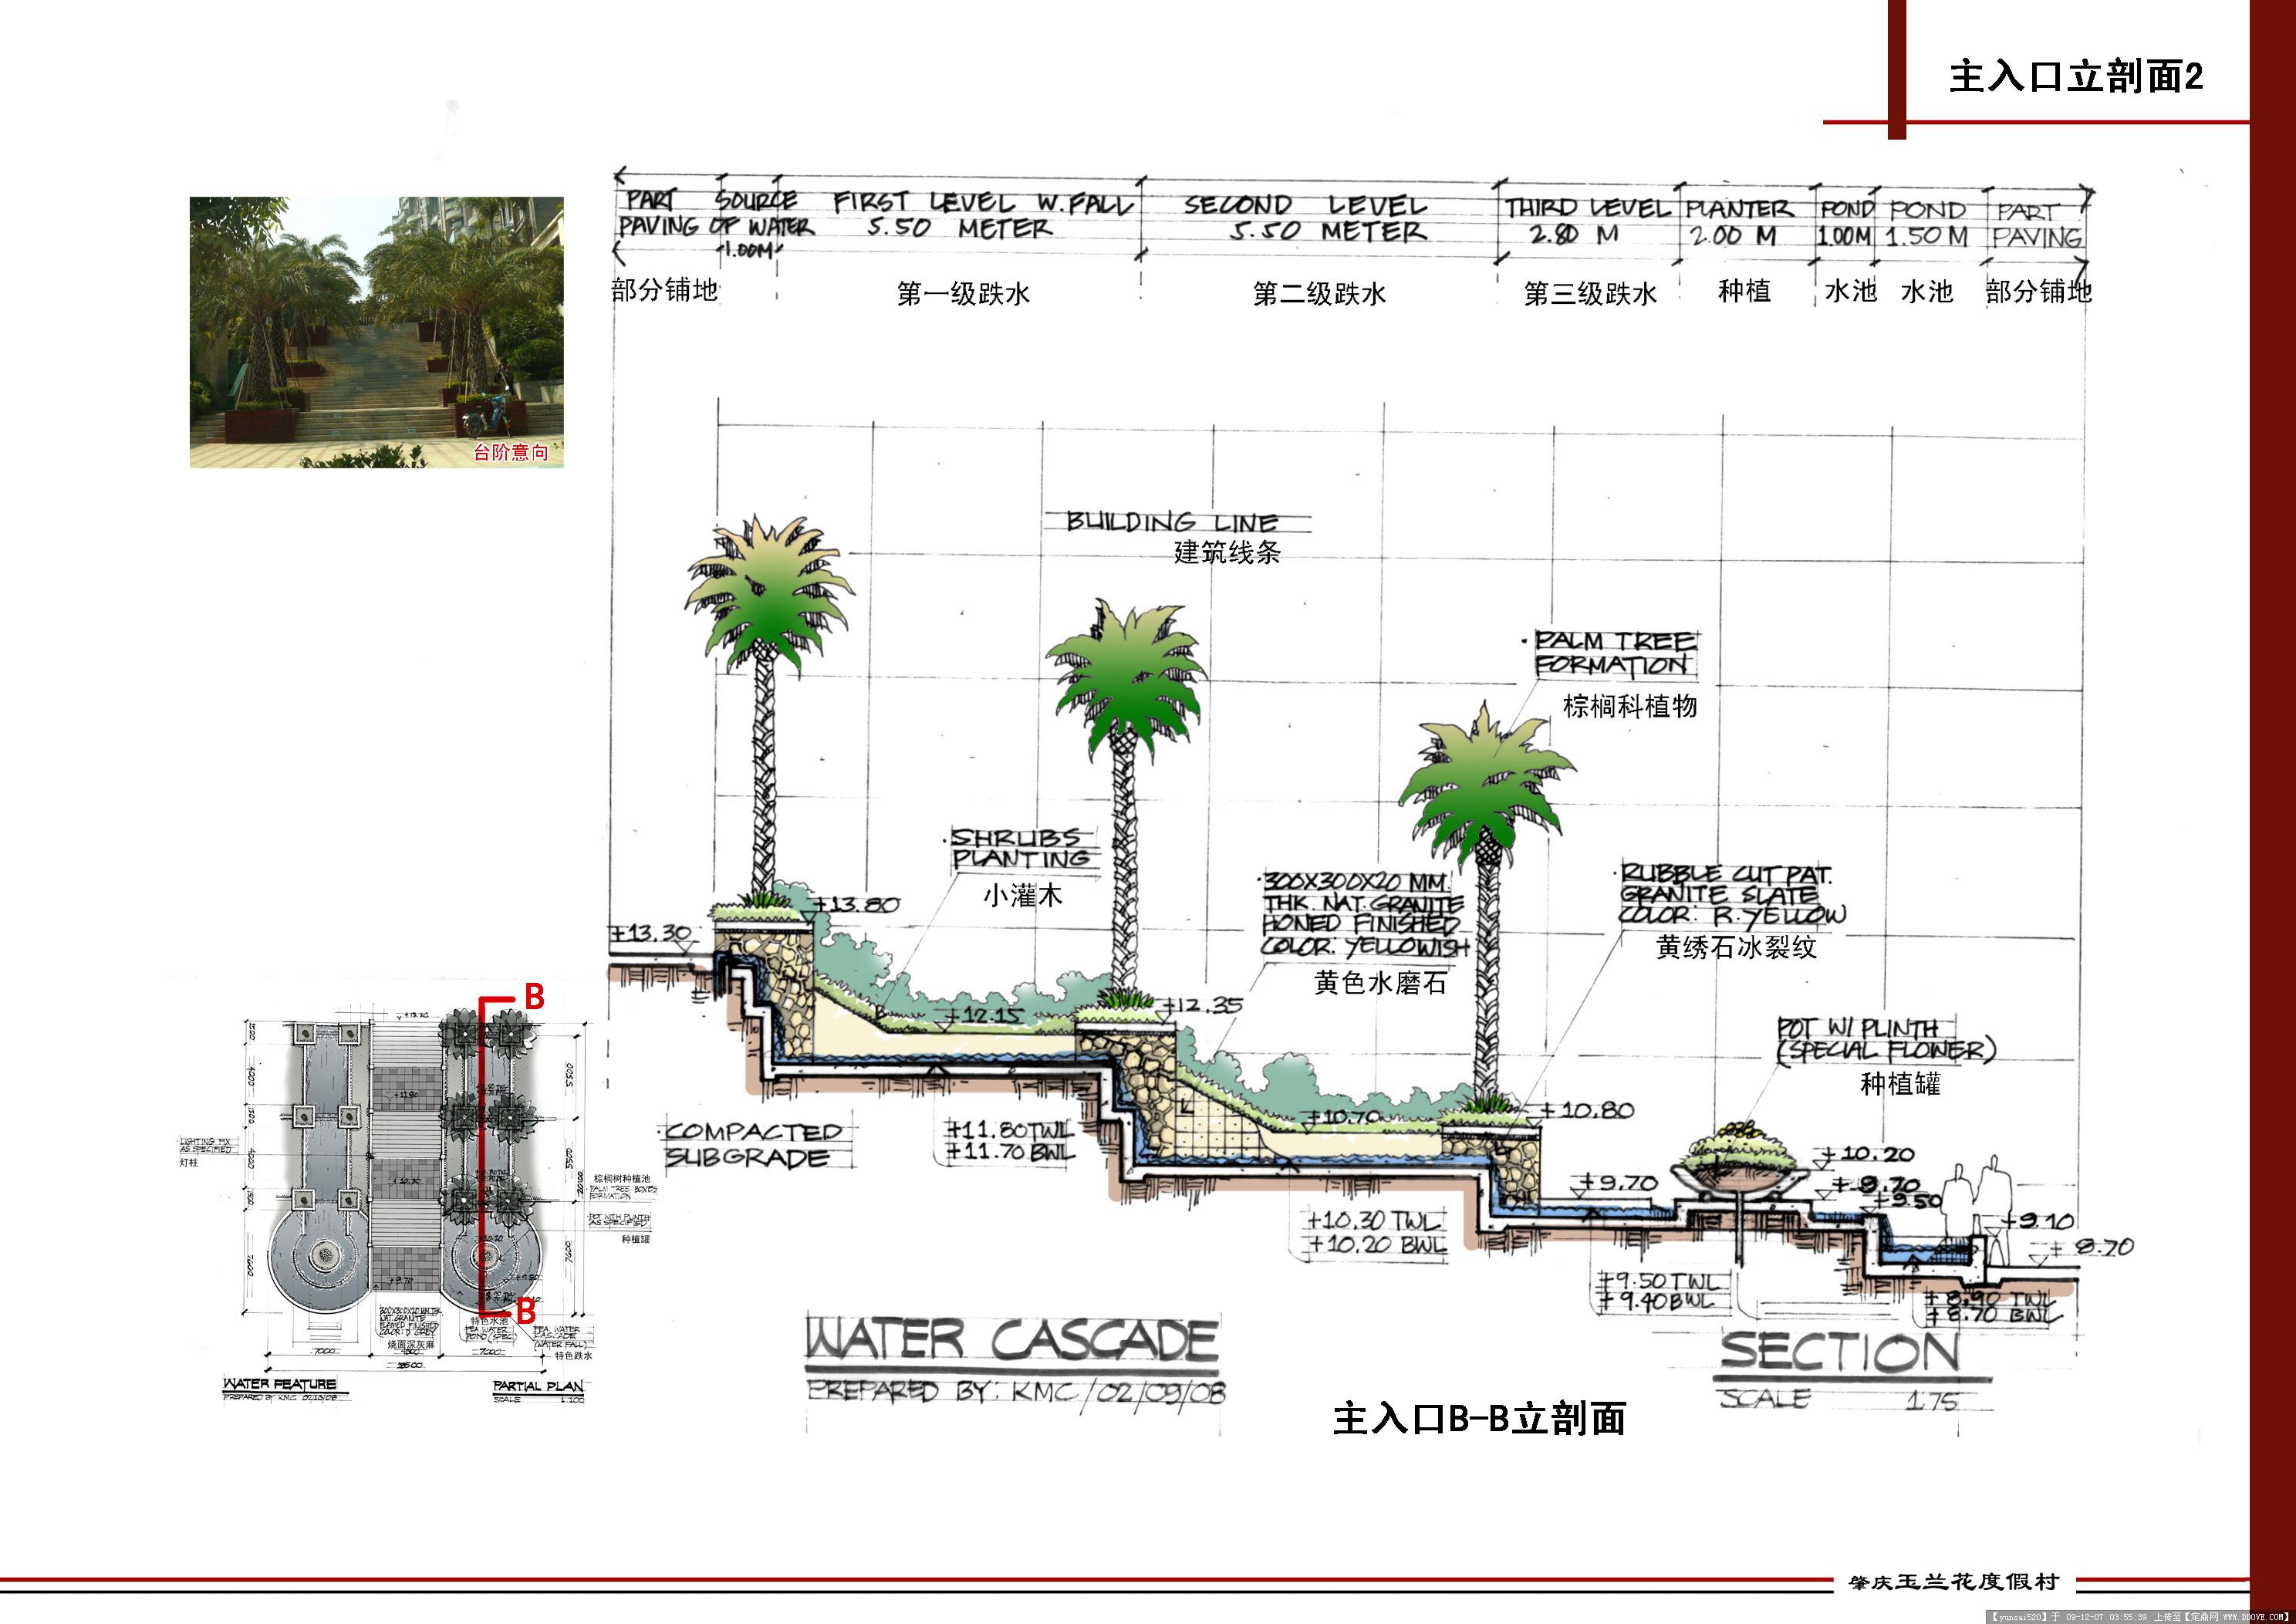 主入口立剖面2
PART PAVING
SOURCE OF WATER 1.00M
FIRST LEVEL W.FALL
5.50 METER
SECOND LEVEL
5.50 METER
THIRD LEVEL
2.80 M
PLANTER
2.00 M
POND
1.00M
POND
1.50 M
PART
PAVING
部分铺地
第一级跌水
第二级跌水
第三级跌水
种植
水池
水池
部分铺地
台阶意向
BUILDING LINE
建筑线条
PALM TREE
FORMATION
棕榈科植物
SHRUBS
PLANTING
小灌木
300X300X20 MM.
THK. NAT. GRANITE
HONED FINISHED
COLOR: YELLOWISH
黄色水磨石
RUBBLE CUT PAT.
GRANITE SLATE
COLOR: R. YELLOW
黄绣石冰裂纹
POT W/ PLINTH
(SPECIAL FLOWER)
种植罐
+13.30
+13.80
+12.15
+12.35
+10.70
+10.80
+9.70
+10.20
+9.70
+9.50
+9.10
+8.70
COMPACTED
SUBGRADE
+11.80 TWL
+11.70 BWL
+10.30 TWL
+10.20 BWL
+9.50 TWL
+9.40 BWL
+8.90 TWL
+8.70 BWL
B
B
LIGHTING FIX
AS SPECIFIED
灯柱
棕榈树种植池
PALM TREE BOXES
FORMATION
POT WITH PLINTH
AS SPECIFIED
种植罐
300X300X20 MM.THK.
NAT. GRANITE
FLAMED FINISHED
COLOR: D. GREY
烧面深灰麻
特色水池
FEA. WATER
CASCADE
(WATER FALL)
特色跌水
7000
7000
WATER FEATURE
PREPARED BY: KMC
PARTIAL PLAN
SCALE 1:100
WATER CASCADE
PREPARED BY: KMC/02/09/08
SECTION
SCALE 1:75
主入口B-B立剖面
肇庆玉兰花度假村
【yunsai520】于 09-12-07 03:55:39 上传至【定鼎网:WWW.DDOVE.COM】